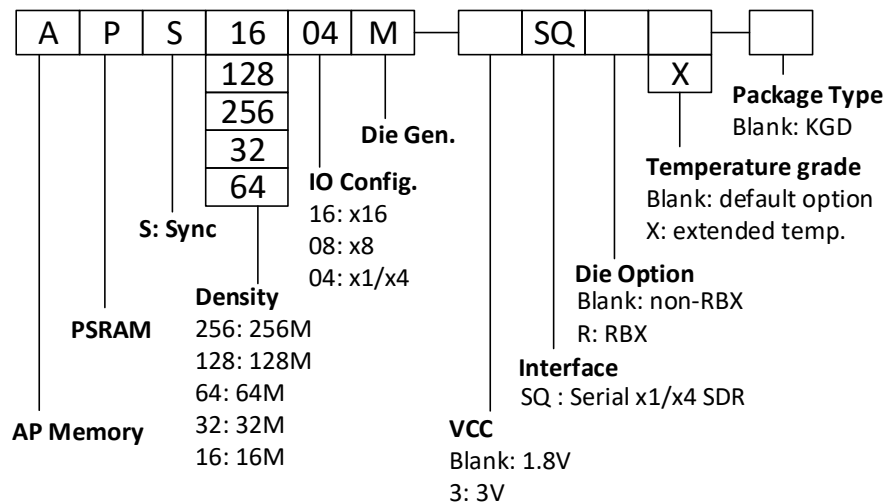 A P S 16 04 M SQ
128 X
256
32
64
Package Type
Blank: KGD
Die Gen.
Temperature grade
Blank: default option
X: extended temp.
IO Config.
16: x16
08: x8
04: x1/x4
S: Sync
Die Option
Blank: non-RBX
R: RBX
Density
256: 256M
128: 128M
64: 64M
32: 32M
16: 16M
PSRAM
Interface
SQ : Serial x1/x4 SDR
AP Memory
VCC
Blank: 1.8V
3: 3V